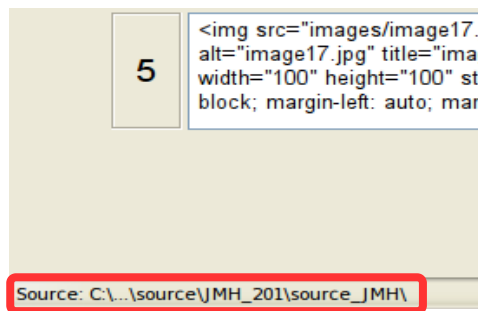 5
<img src="images/image17.
alt="image17.jpg" title="ima
width="100" height="100" st
block; margin-left: auto; mar
Source: C:\...\source\JMH_201\source_JMH\